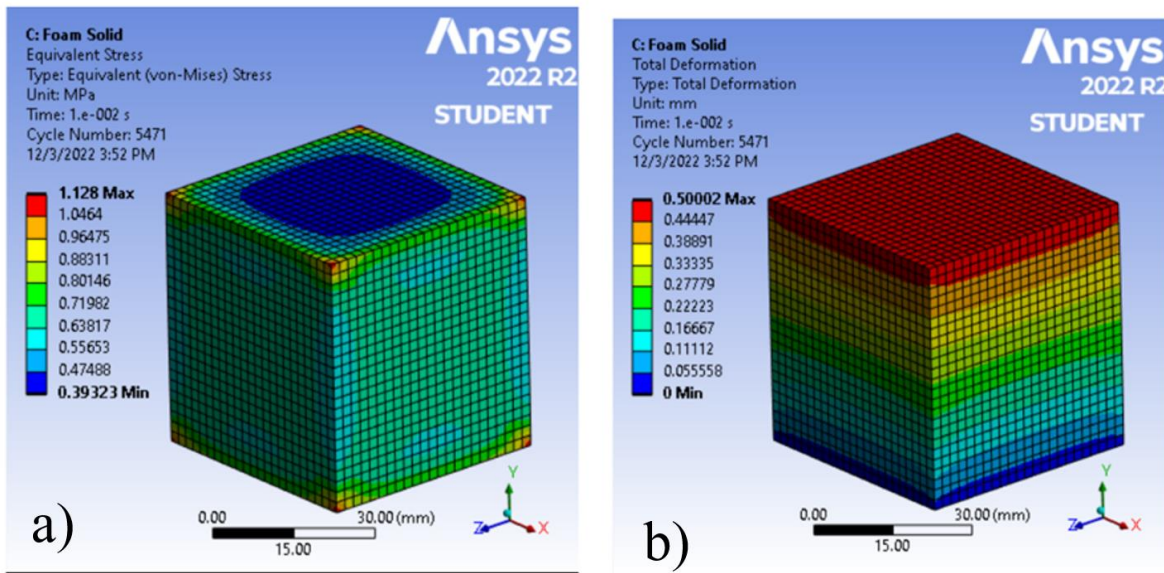 C: Foam Solid
Equivalent Stress
Type: Equivalent (von-Mises) Stress
Unit: MPa
Time: 1.e-002 s
Cycle Number: 5471
12/3/2022 3:52 PM
Ansys
2022 R2
STUDENT
1.128 Max
1.0464
0.96475
0.88311
0.80146
0.71982
0.63817
0.55653
0.47488
0.39323 Min
0.00
30.00 (mm)
15.00
Y
Z
X
a)
C: Foam Solid
Total Deformation
Type: Total Deformation
Unit: mm
Time: 1.e-002 s
Cycle Number: 5471
12/3/2022 3:52 PM
Ansys
2022 R2
STUDENT
0.50002 Max
0.44447
0.38891
0.33335
0.27779
0.22223
0.16667
0.11112
0.055558
0 Min
0.00
30.00 (mm)
15.00
Y
Z
X
b)